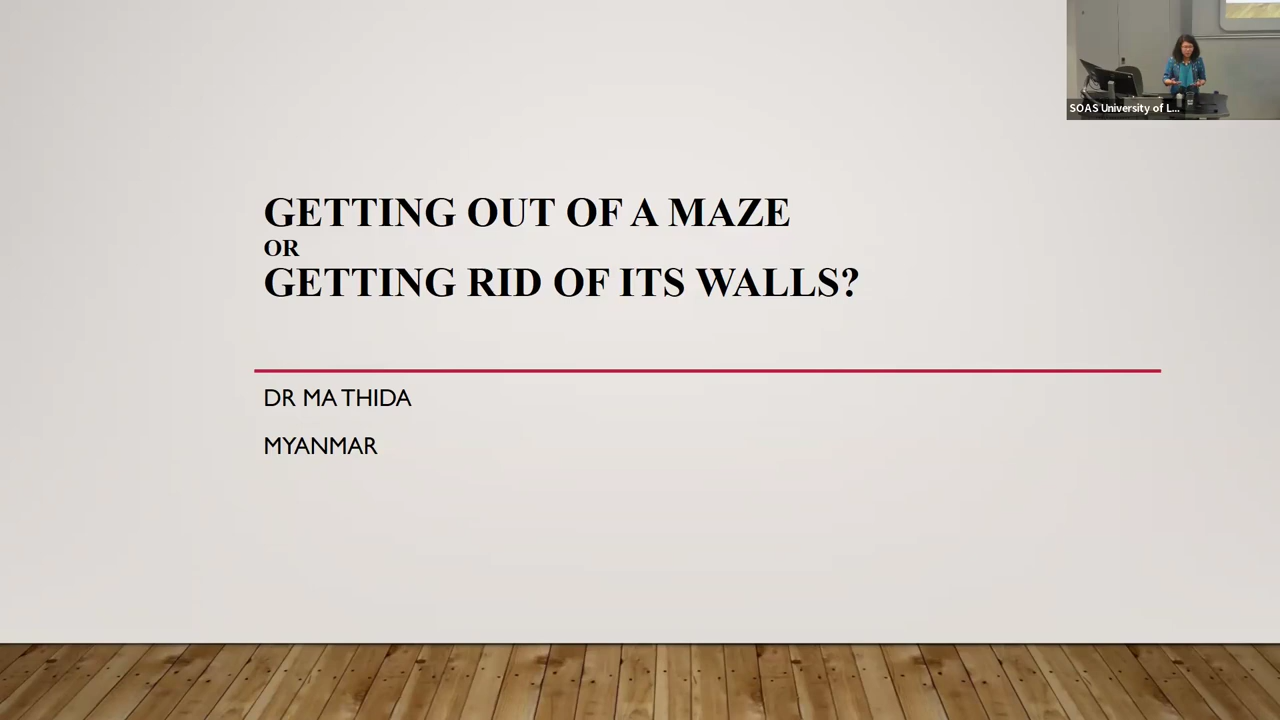 SOAS University of L...
GETTING OUT OF A MAZE
OR
GETTING RID OF ITS WALLS?
DR MA THIDA
MYANMAR